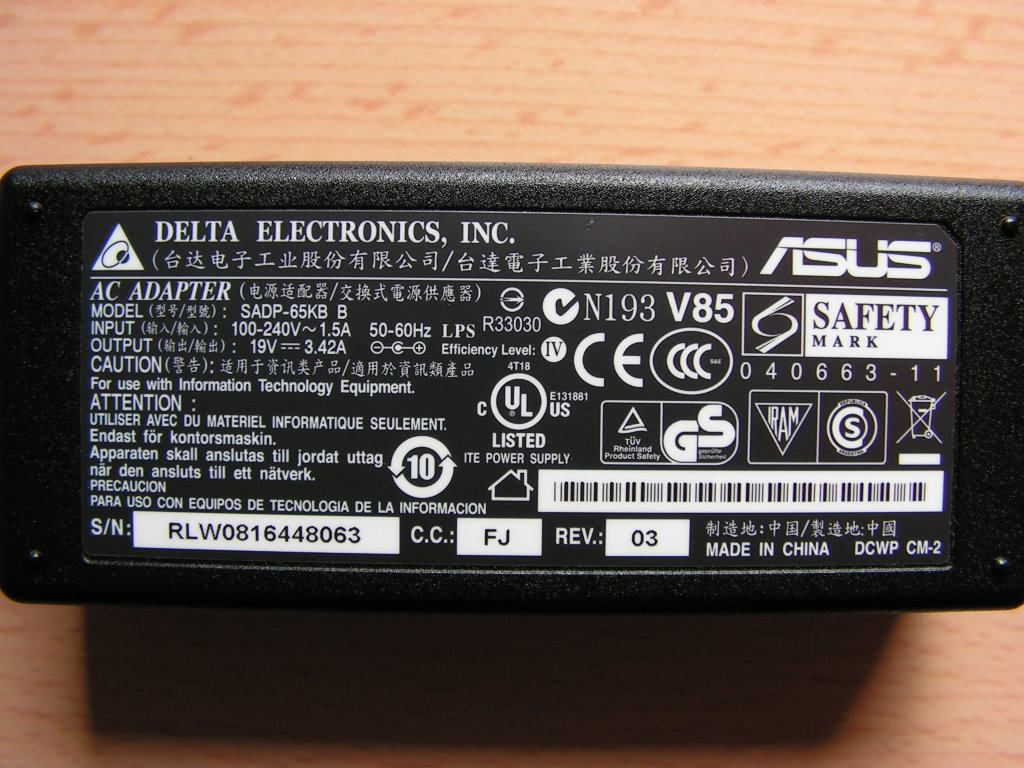 DELTA ELECTRONICS, INC.
(台达电子工业股份有限公司/台達電子工業股份有限公司)
ASUS®
AC ADAPTER (电源适配器/交換式電源供應器)
MODEL (型号/型號): SADP-65KB B
INPUT (输入/輸入): 100-240V~1.5A 50-60Hz LPS
OUTPUT (输出/輸出): 19V⎓3.42A
Efficiency Level: IV
CAUTION (警告): 适用于资讯类产品/適用於資訊類產品
For use with Information Technology Equipment.
ATTENTION :
UTILISER AVEC DU MATERIEL INFORMATIQUE SEULEMENT.
Endast för kontorsmaskin.
Apparaten skall anslutas till jordat uttag
när den ansluts till ett nätverk.
PRECAUCION
PARA USO CON EQUIPOS DE TECNOLOGIA DE LA INFORMACION
R33030
N193 V85
SAFETY
MARK
040663-11
CE
CCC
S&E
4T18
C UL US
E131881
LISTED
ITE POWER SUPPLY
10
TÜV
Rheinland
Product Safety
GS
geprüfte
Sicherheit
IRAM
REPUBLICA
S
ARGENTINA
S/N: RLW0816448063 C.C.: FJ REV.: 03
制造地:中国/製造地:中國
MADE IN CHINA DCWP CM-2